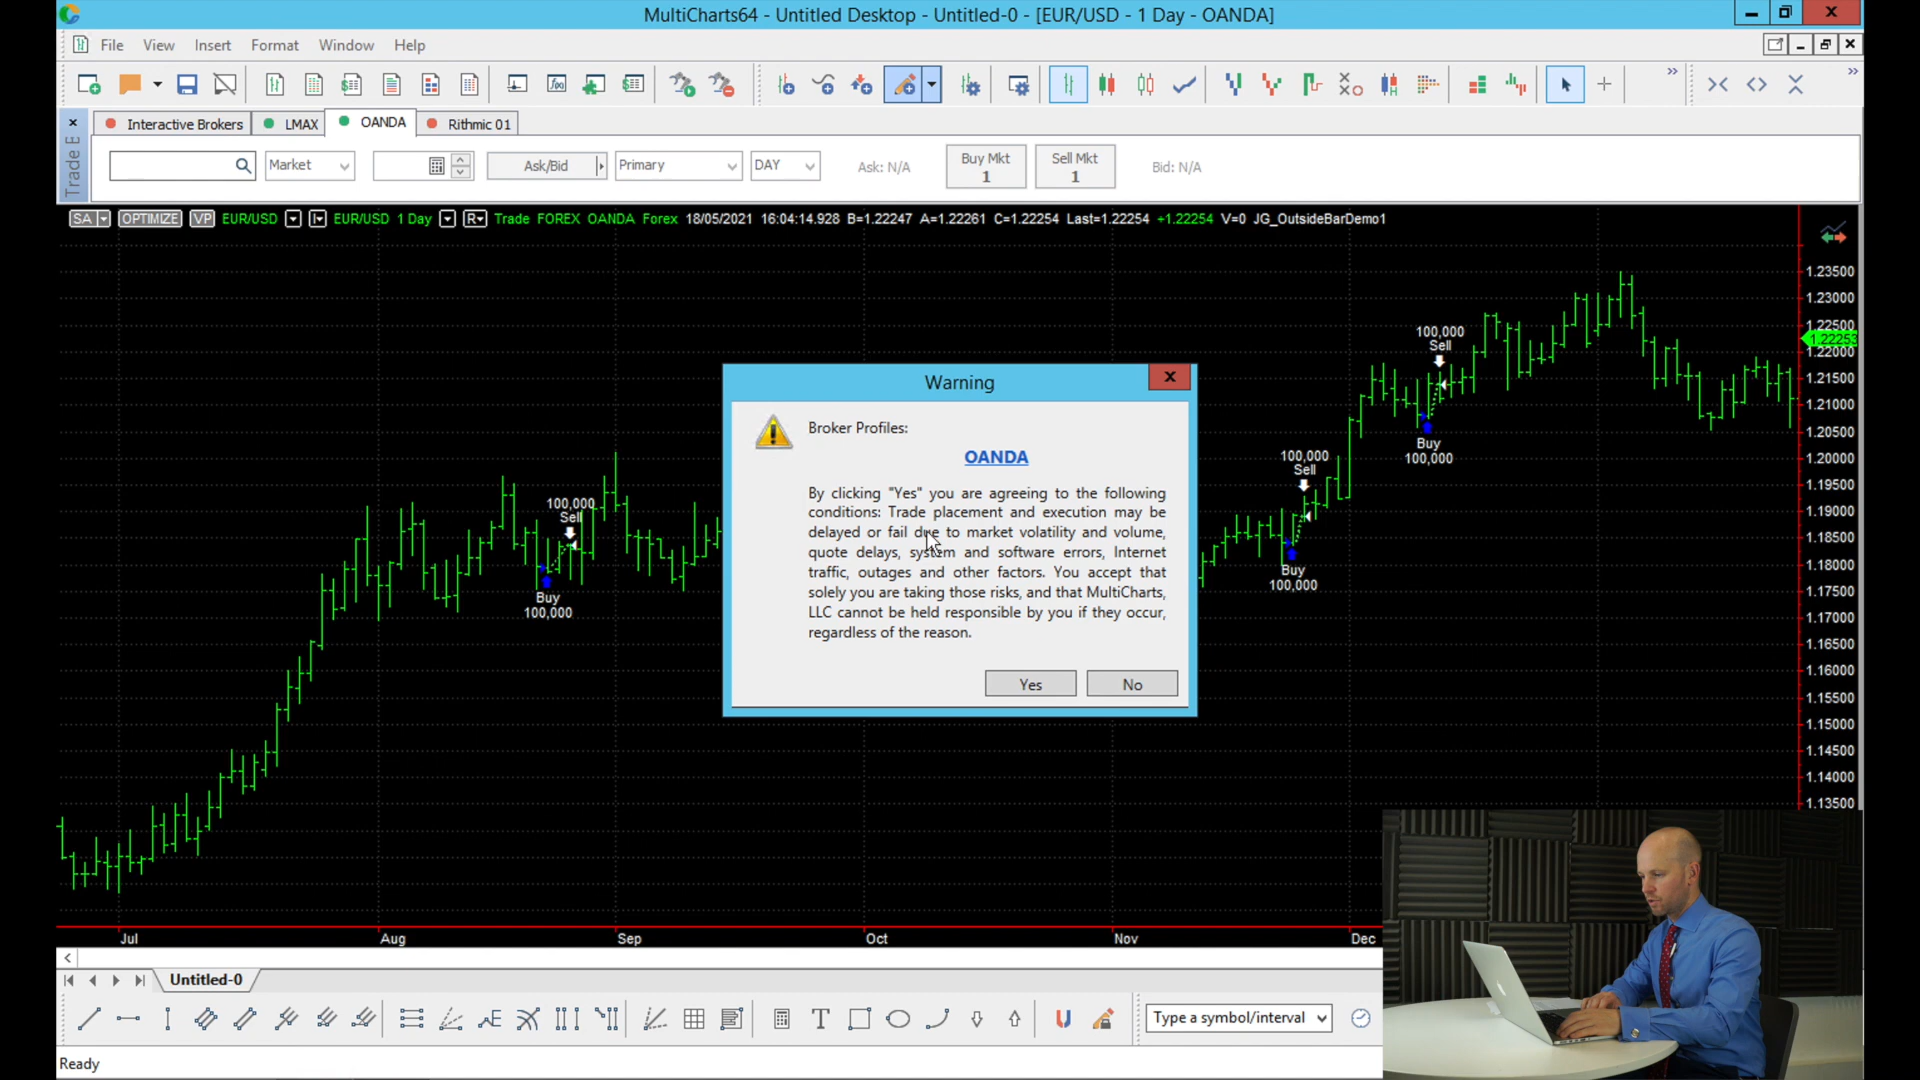 MultiCharts64 - Untitled Desktop - Untitled-0 - [EUR/USD - 1 Day - OANDA]
File View Insert Format Window Help
Interactive Brokers LMAX OANDA Rithmic 01
Trade B
Market Ask/Bid Primary DAY Ask: N/A Buy Mkt 1 Sell Mkt 1 Bid: N/A
SA OPTIMIZE VP EUR/USD EUR/USD 1 Day R Trade FOREX OANDA Forex 18/05/2021 16:04:14.928 B=1.22247 A=1.22261 C=1.22254 Last=1.22254 +1.22254 V=0 JG_OutsideBarDemo1
1.23500
1.23000
1.22500
1.22253
1.22000
1.21500
1.21000
1.20500
1.20000
1.19500
1.19000
1.18500
1.18000
1.17500
1.17000
1.16500
1.16000
1.15500
1.15000
1.14500
1.14000
1.13500
100,000
Sell
Buy
100,000
100,000
Sell
Buy
100,000
100,000
Sell
Buy
100,000
Warning
Broker Profiles:
OANDA
By clicking "Yes" you are agreeing to the following
conditions: Trade placement and execution may be
delayed or fail due to market volatility and volume,
quote delays, system and software errors, Internet
traffic, outages and other factors. You accept that
solely you are taking those risks, and that MultiCharts,
LLC cannot be held responsible by you if they occur,
regardless of the reason.
Yes No
Jul Aug Sep Oct Nov Dec
Untitled-0
Type a symbol/interval
Ready